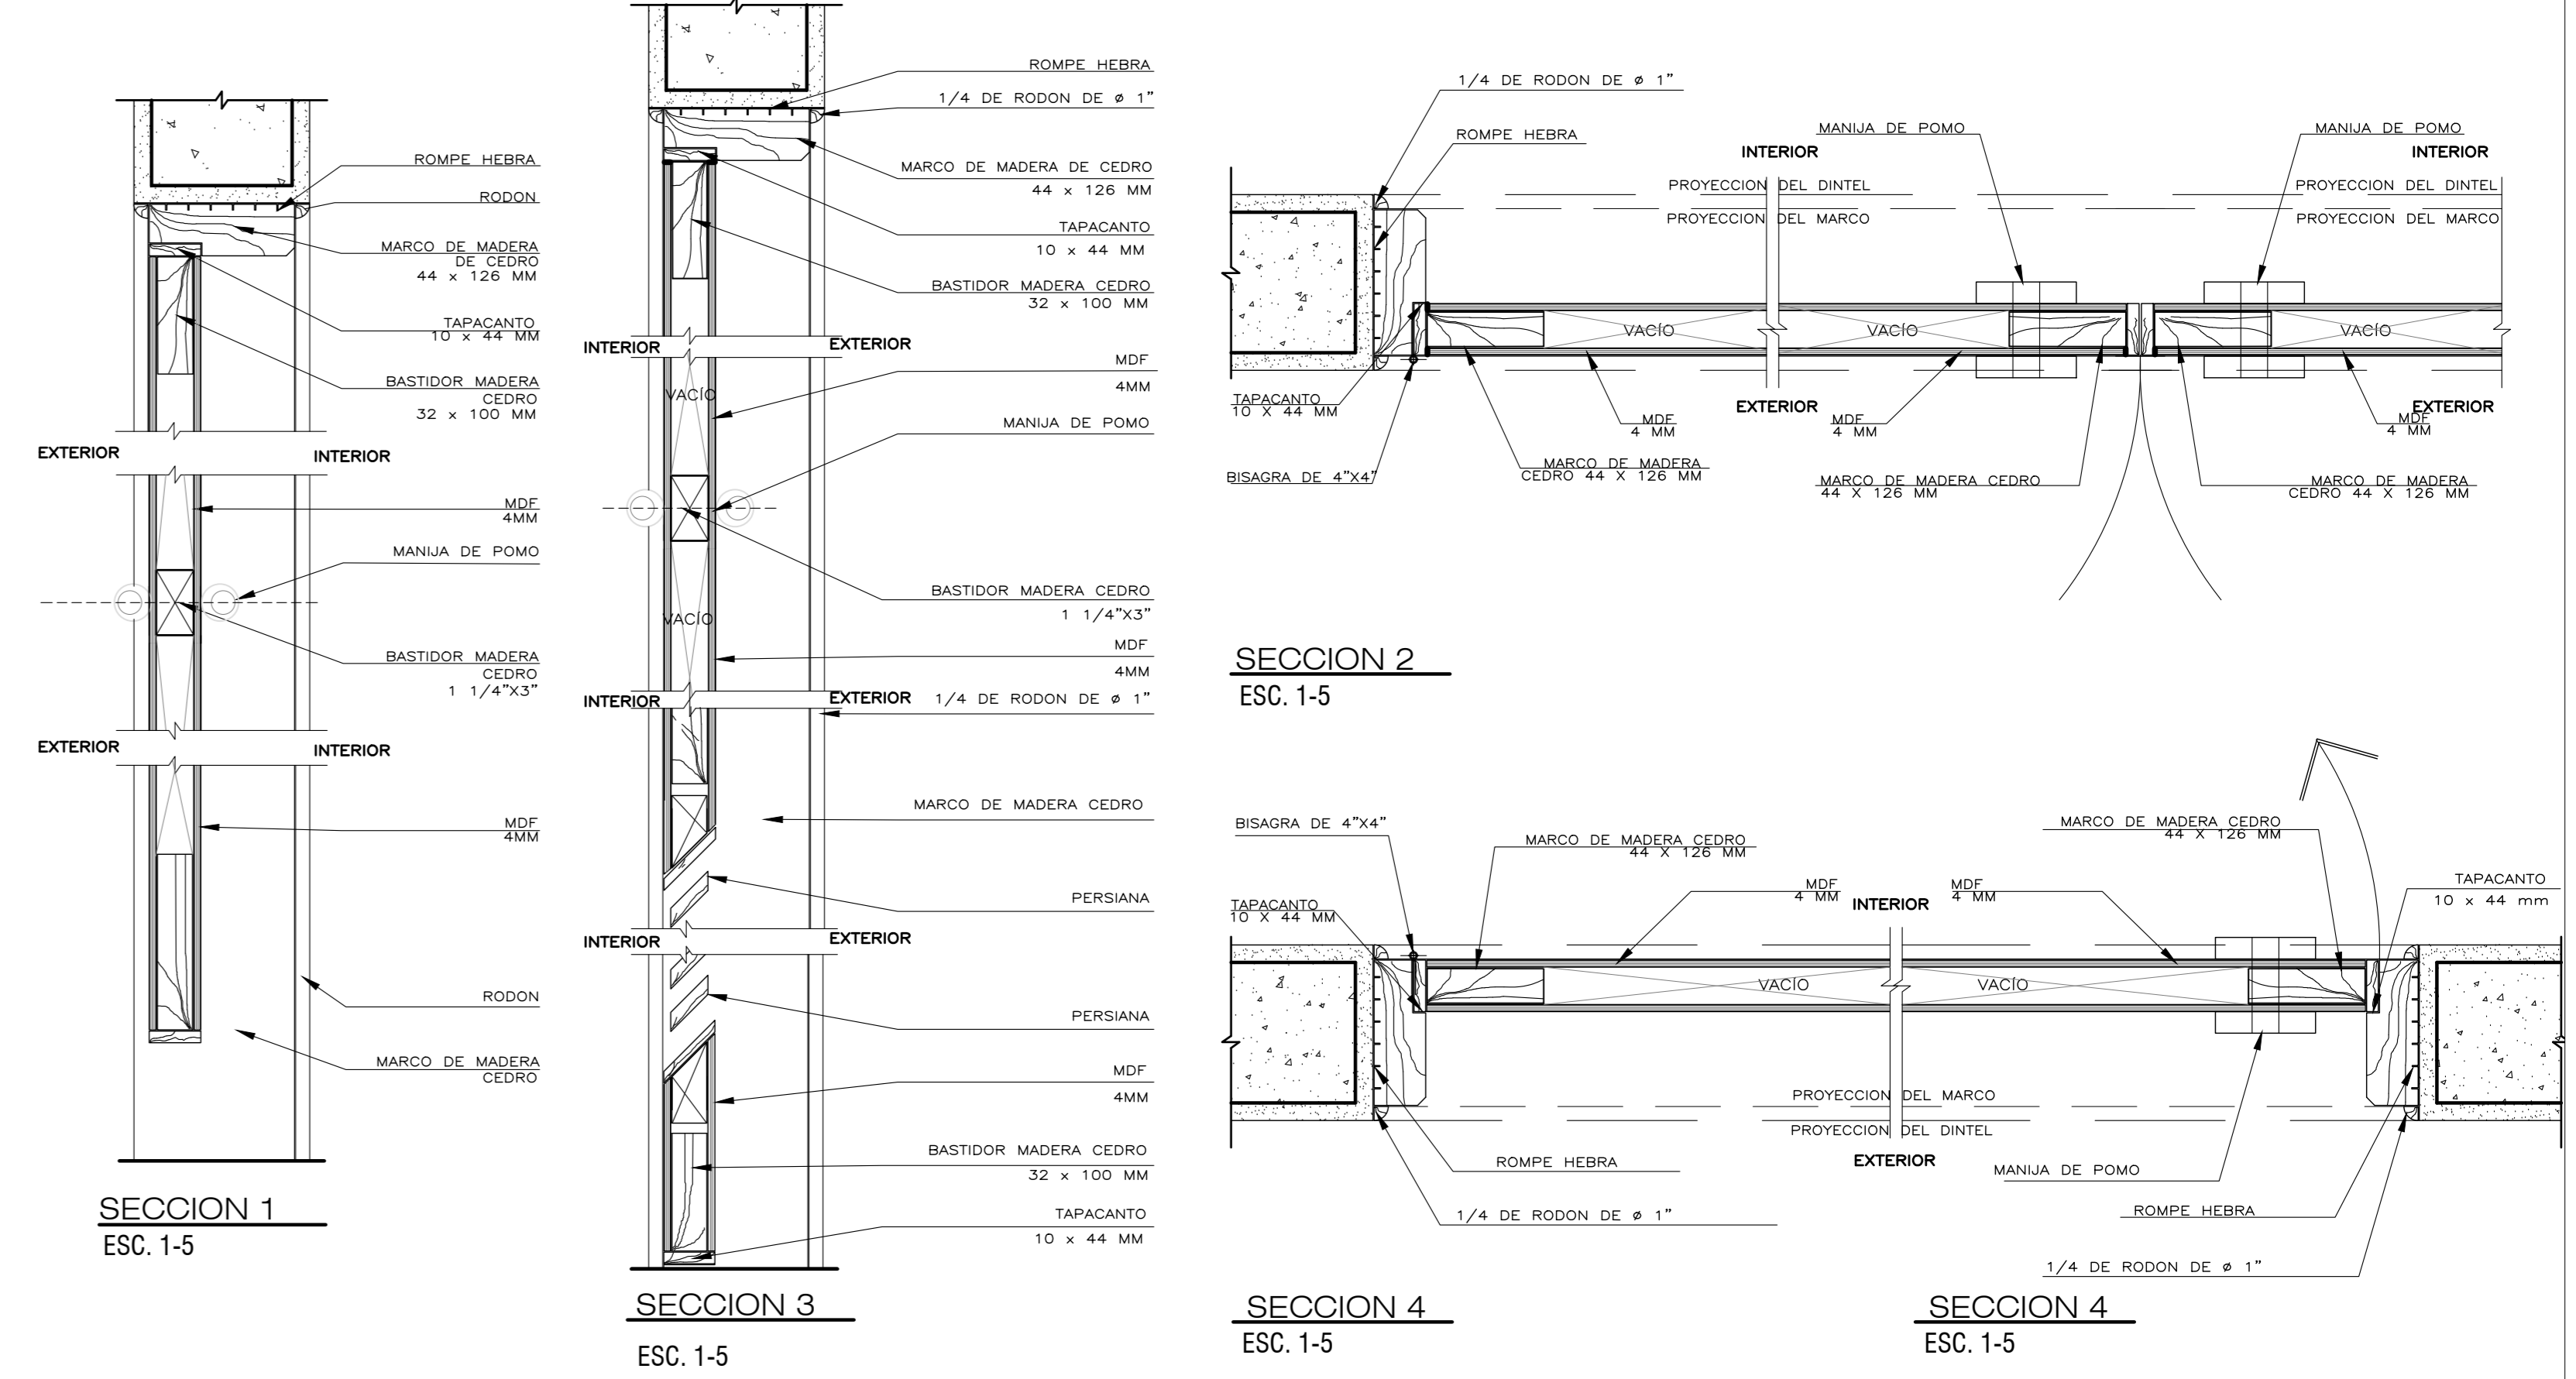 ROMPE HEBRA
RODON
MARCO DE MADERA
DE CEDRO
44 x 126 MM
TAPACANTO
10 x 44 MM
BASTIDOR MADERA
CEDRO
32 x 100 MM
EXTERIOR
INTERIOR
MDF
4MM
MANIJA DE POMO
BASTIDOR MADERA
CEDRO
1 1/4”X3”
EXTERIOR
INTERIOR
MDF
4MM
RODON
MARCO DE MADERA
CEDRO
SECCION 1
ESC. 1-5
ROMPE HEBRA
1/4 DE RODON DE ø 1”
MARCO DE MADERA DE CEDRO
44 x 126 MM
TAPACANTO
10 x 44 MM
BASTIDOR MADERA CEDRO
32 x 100 MM
INTERIOR
EXTERIOR
MDF
4MM
VACÍO
MANIJA DE POMO
BASTIDOR MADERA CEDRO
1 1/4”X3”
VACÍO
MDF
4MM
INTERIOR
EXTERIOR
1/4 DE RODON DE ø 1”
MARCO DE MADERA CEDRO
PERSIANA
INTERIOR
EXTERIOR
PERSIANA
MDF
4MM
BASTIDOR MADERA CEDRO
32 x 100 MM
TAPACANTO
10 x 44 MM
SECCION 3
ESC. 1-5
1/4 DE RODON DE ø 1”
ROMPE HEBRA
MANIJA DE POMO
MANIJA DE POMO
INTERIOR
INTERIOR
PROYECCION DEL DINTEL
PROYECCION DEL DINTEL
PROYECCION DEL MARCO
PROYECCION DEL MARCO
VACÍO
VACÍO
VACÍO
TAPACANTO
10 X 44 MM
EXTERIOR
EXTERIOR
MDF
4 MM
MDF
4 MM
MDF
4 MM
BISAGRA DE 4”X4”
MARCO DE MADERA
CEDRO 44 X 126 MM
MARCO DE MADERA CEDRO
44 X 126 MM
MARCO DE MADERA
CEDRO 44 X 126 MM
SECCION 2
ESC. 1-5
BISAGRA DE 4”X4”
MARCO DE MADERA CEDRO
44 X 126 MM
MARCO DE MADERA CEDRO
44 X 126 MM
TAPACANTO
10 X 44 MM
MDF
4 MM
INTERIOR
MDF
4 MM
TAPACANTO
10 x 44 mm
VACÍO
VACÍO
PROYECCION DEL MARCO
PROYECCION DEL DINTEL
EXTERIOR
ROMPE HEBRA
MANIJA DE POMO
1/4 DE RODON DE ø 1”
ROMPE HEBRA
1/4 DE RODON DE ø 1”
SECCION 4
ESC. 1-5
SECCION 4
ESC. 1-5